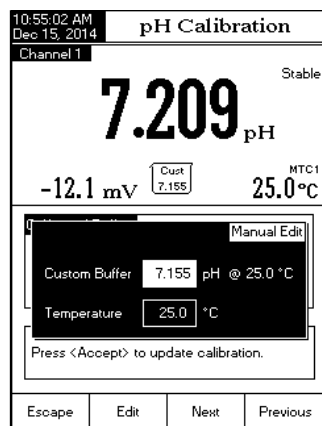 10:55:02 AM
Dec 15, 2014
pH Calibration
Channel 1
Stable
7.209 pH
-12.1 mV
Cust
7.155
MTC1
25.0°C
Manual Edit
Custom Buffer 7.155 pH @ 25.0 °C
Temperature 25.0 °C
Press <Accept> to update calibration.
Escape Edit Next Previous